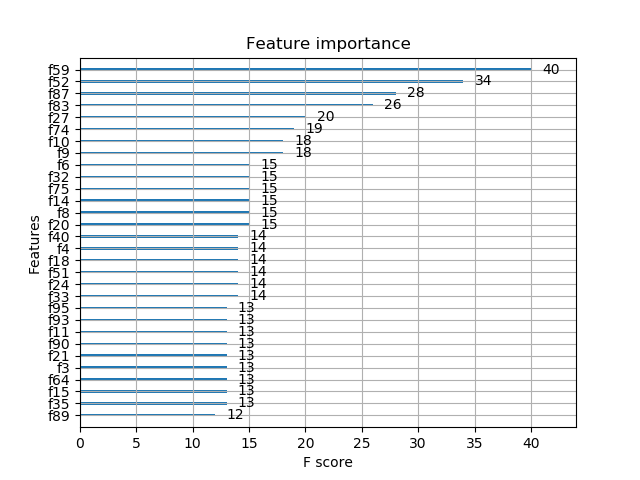 Feature importance
Features
f59 40
f52 34
f87 28
f83 26
f27 20
f74 19
f10 18
f9 18
f6 15
f32 15
f75 15
f14 15
f8 15
f20 15
f40 14
f4 14
f18 14
f51 14
f24 14
f33 14
f95 13
f93 13
f11 13
f90 13
f21 13
f3 13
f64 13
f15 13
f35 13
f89 12
0 5 10 15 20 25 30 35 40
F score